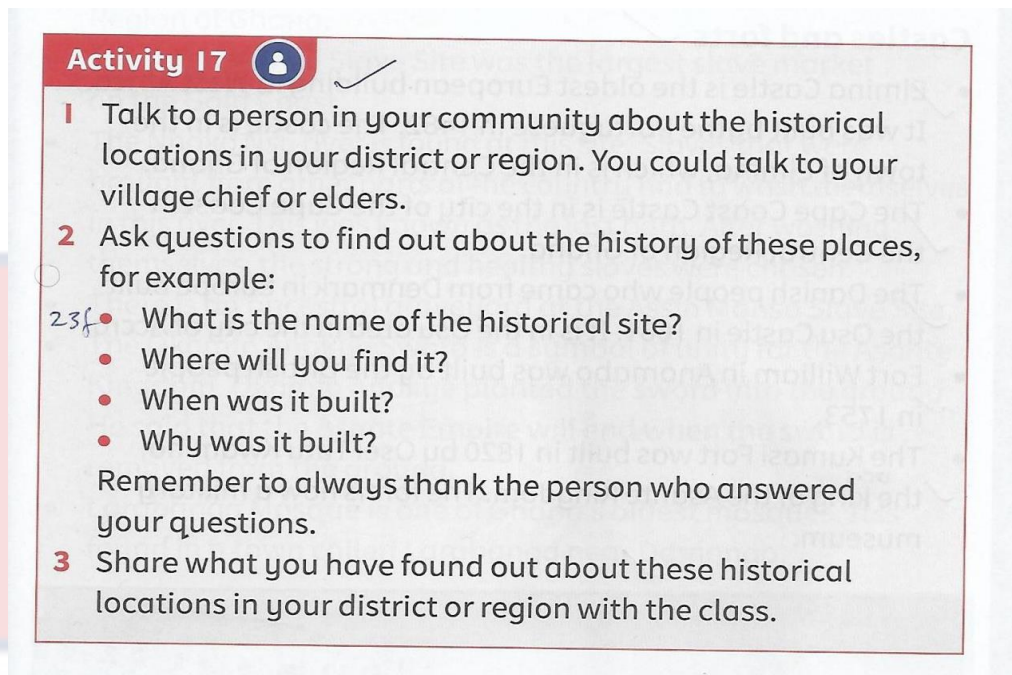 Activity 17
1 Talk to a person in your community about the historical
locations in your district or region. You could talk to your
village chief or elders.
2 Ask questions to find out about the history of these places,
for example:
• What is the name of the historical site?
• Where will you find it?
• When was it built?
• Why was it built?
Remember to always thank the person who answered
your questions.
3 Share what you have found out about these historical
locations in your district or region with the class.